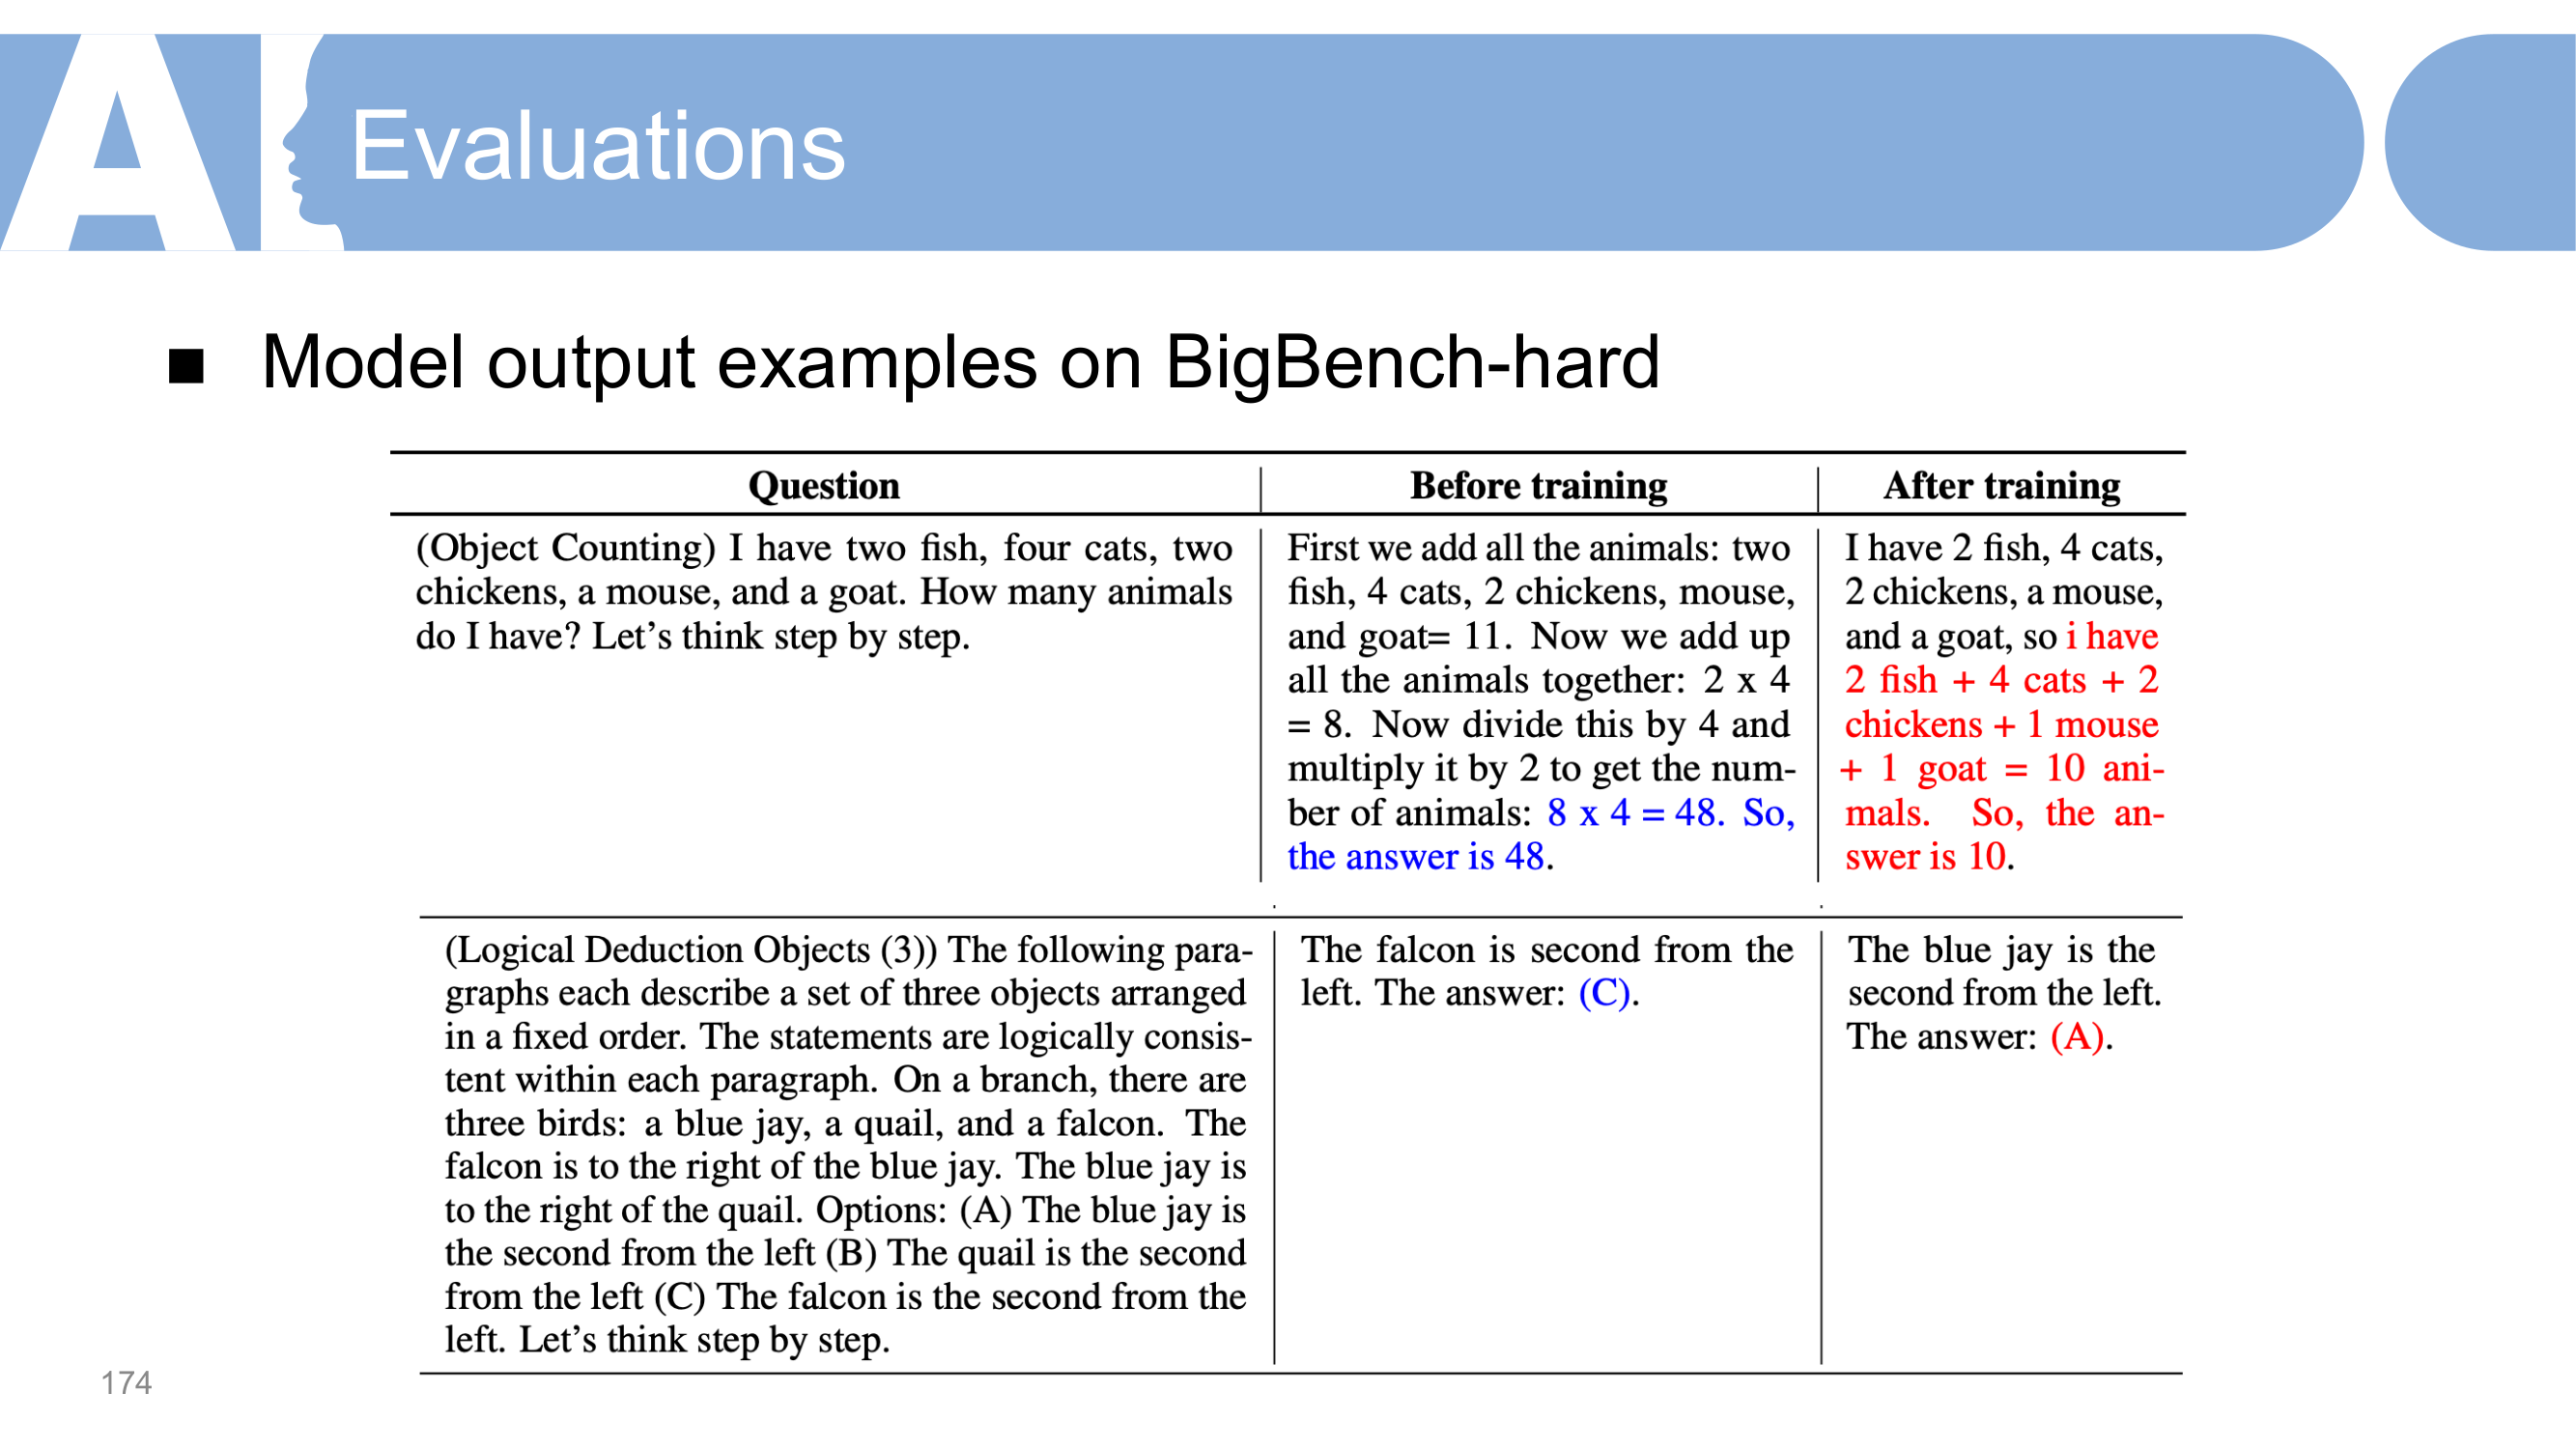 AI
Evaluations
■ Model output examples on BigBench-hard
Question
Before training
After training
(Object Counting) I have two fish, four cats, two
chickens, a mouse, and a goat. How many animals
do I have? Let's think step by step.
First we add all the animals: two
fish, 4 cats, 2 chickens, mouse,
and goat= 11. Now we add up
all the animals together: 2 x 4
= 8. Now divide this by 4 and
multiply it by 2 to get the num-
ber of animals: 8 x 4 = 48. So,
the answer is 48.
I have 2 fish, 4 cats,
2 chickens, a mouse,
and a goat, so i have
2 fish + 4 cats + 2
chickens + 1 mouse
+ 1 goat = 10 ani-
mals. So, the an-
swer is 10.
(Logical Deduction Objects (3)) The following para-
graphs each describe a set of three objects arranged
in a fixed order. The statements are logically consis-
tent within each paragraph. On a branch, there are
three birds: a blue jay, a quail, and a falcon. The
falcon is to the right of the blue jay. The blue jay is
to the right of the quail. Options: (A) The blue jay is
the second from the left (B) The quail is the second
from the left (C) The falcon is the second from the
left. Let's think step by step.
The falcon is second from the
left. The answer: (C).
The blue jay is the
second from the left.
The answer: (A).
174